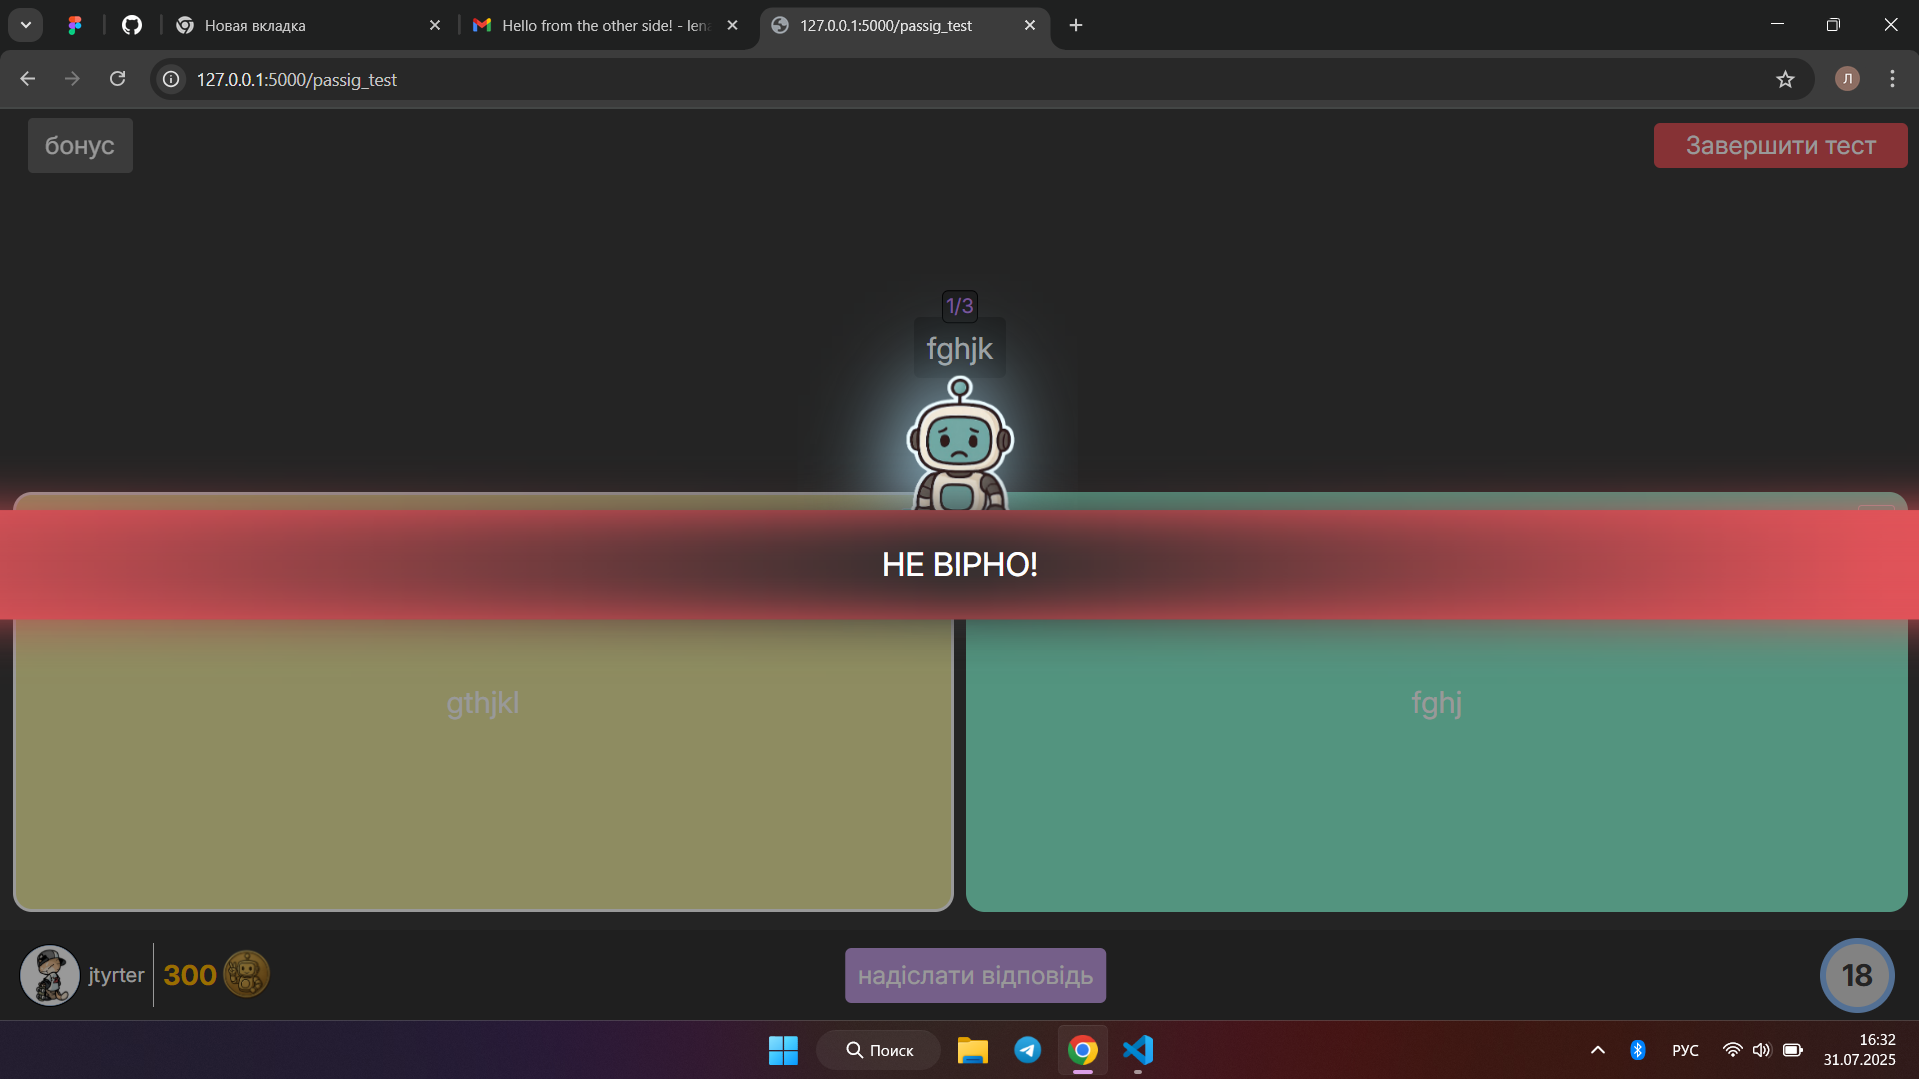 Новая вкладка
Hello from the other side! - lena
127.0.0.1:5000/passig_test
127.0.0.1:5000/passig_test
Л
бонус
Завершити тест
1/3
fghjk
НЕ ВІРНО!
gthjkl
fghj
jtyrter
300
надіслати відповідь
18
Поиск
РУС
16:32
31.07.2025